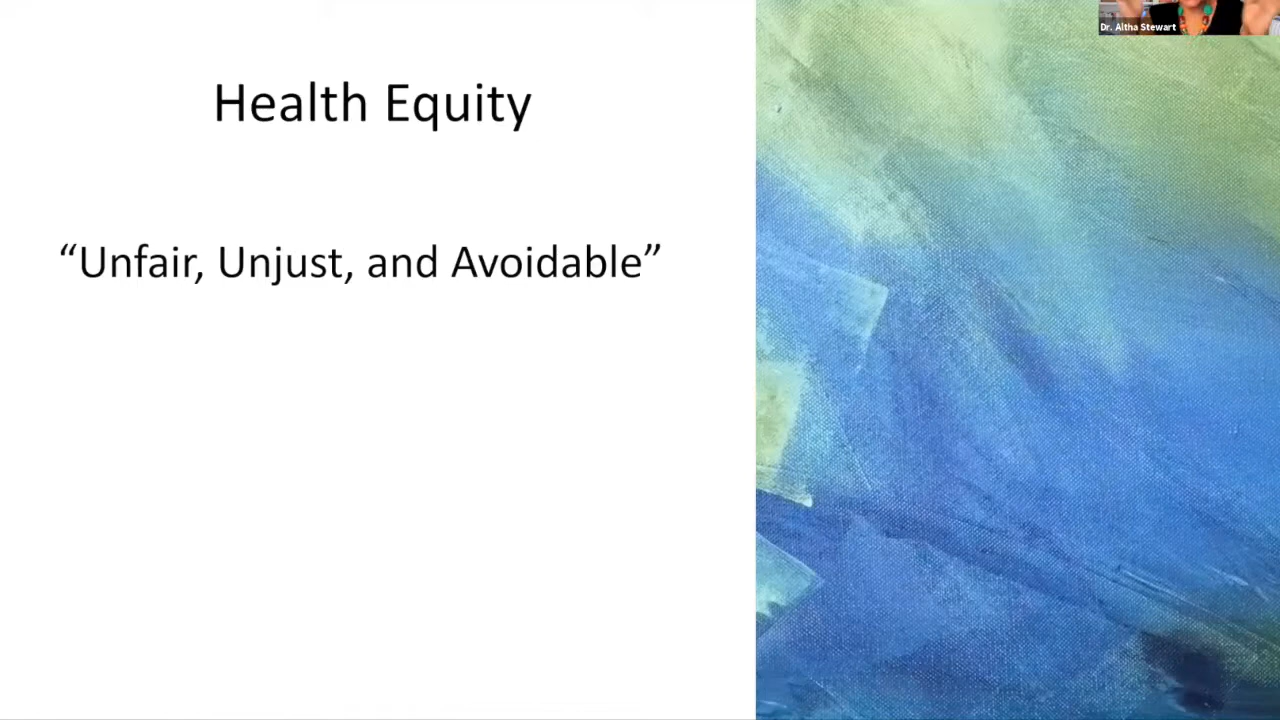 Health Equity
“Unfair, Unjust, and Avoidable”
Dr. Altha Stewart